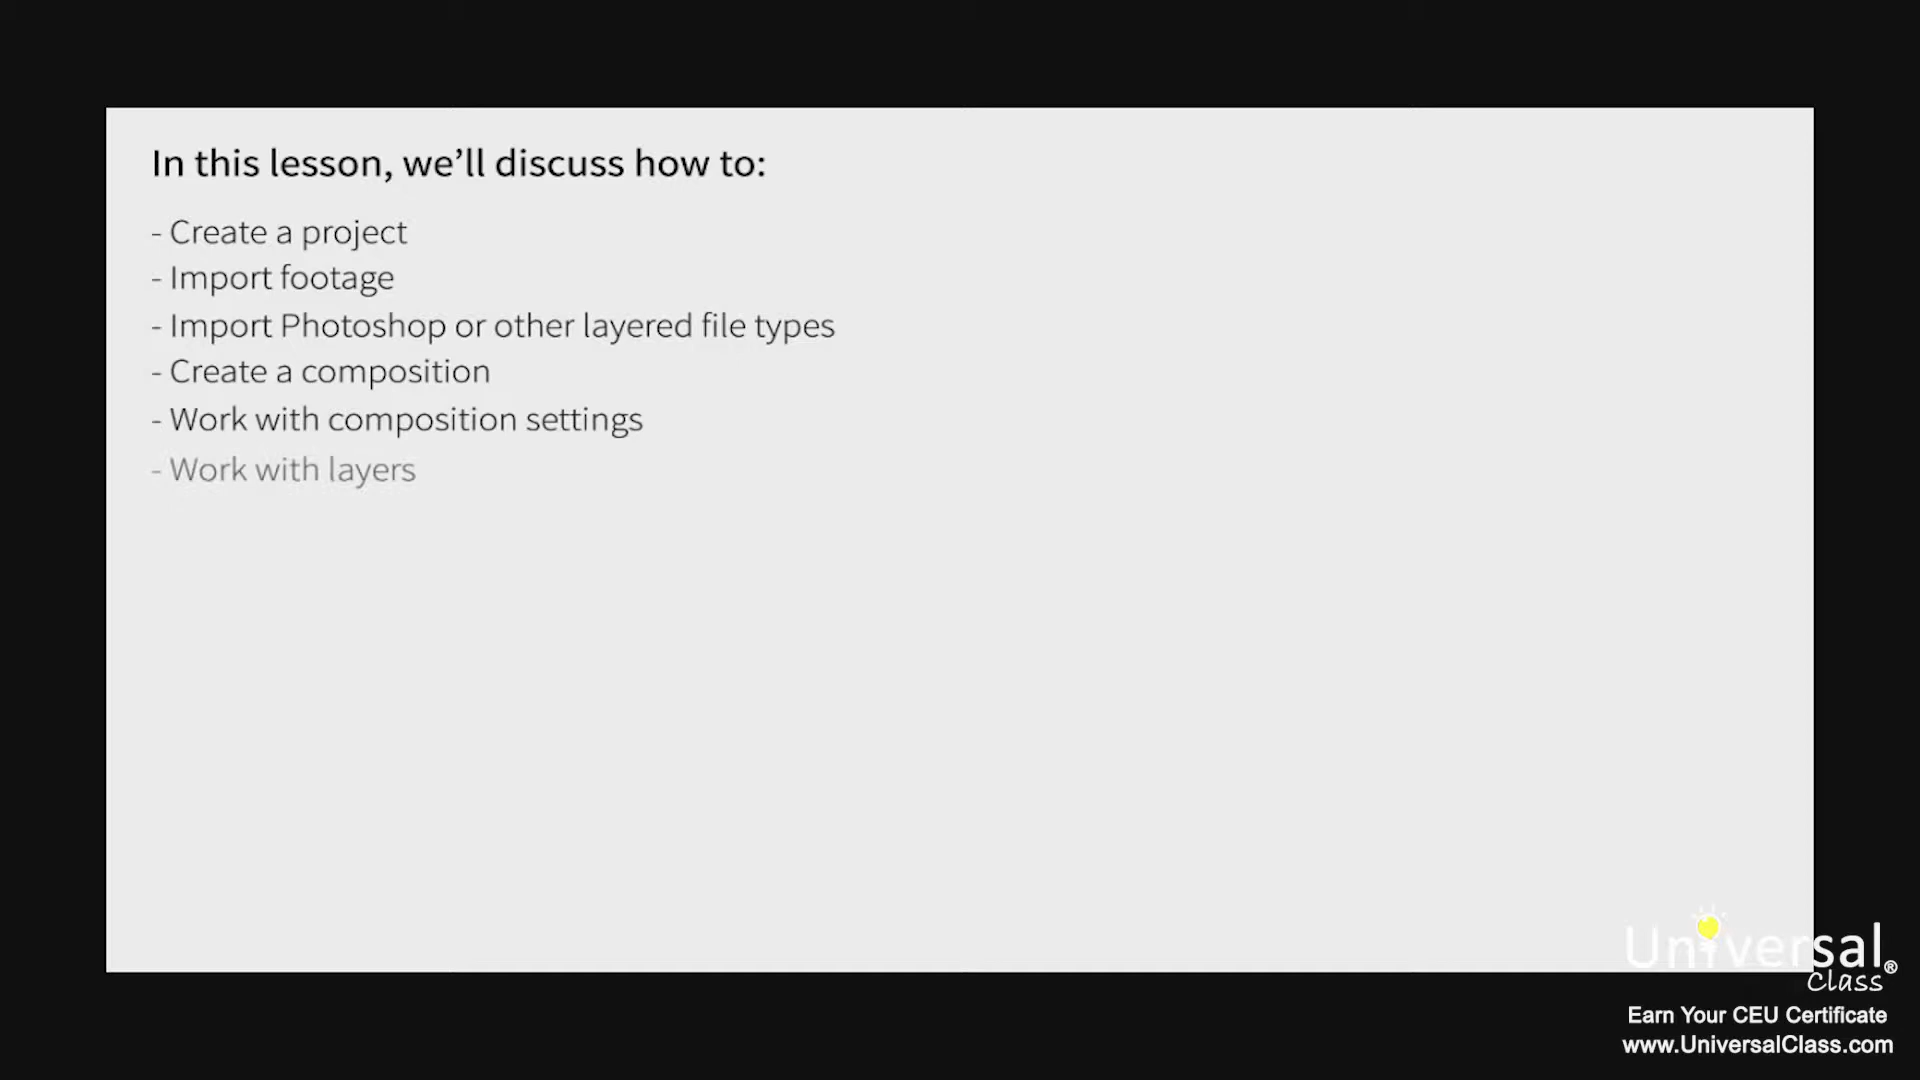 In this lesson, we’ll discuss how to:
- Create a project
- Import footage
- Import Photoshop or other layered file types
- Create a composition
- Work with composition settings
- Work with layers
Universal®
Class
Earn Your CEU Certificate
www.UniversalClass.com